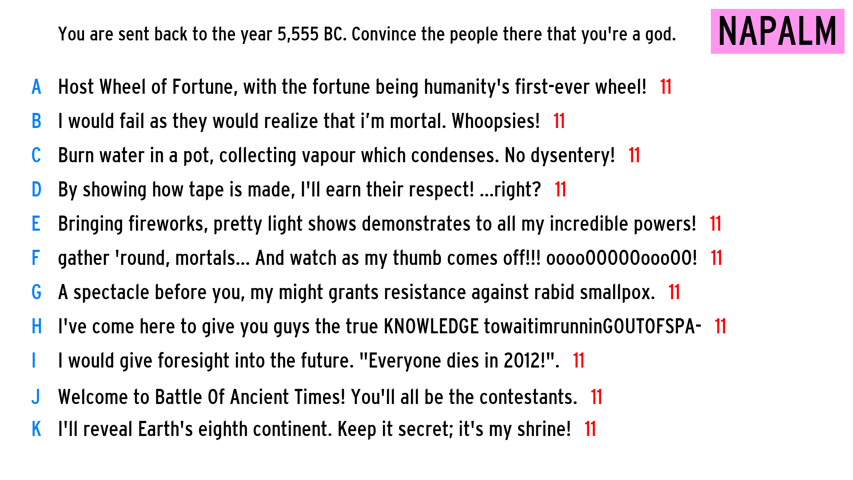 You are sent back to the year 5,555 BC. Convince the people there that you're a god.
NAPALM
A Host Wheel of Fortune, with the fortune being humanity's first-ever wheel! 11
B I would fail as they would realize that i’m mortal. Whoopsies! 11
C Burn water in a pot, collecting vapour which condenses. No dysentery! 11
D By showing how tape is made, I'll earn their respect! ...right? 11
E Bringing fireworks, pretty light shows demonstrates to all my incredible powers! 11
F gather 'round, mortals... And watch as my thumb comes off!!! ooooOOOOOoooOO! 11
G A spectacle before you, my might grants resistance against rabid smallpox. 11
H I've come here to give you guys the true KNOWLEDGE towaitimrunninGOUTOFSPA- 11
I I would give foresight into the future. "Everyone dies in 2012!". 11
J Welcome to Battle Of Ancient Times! You'll all be the contestants. 11
K I'll reveal Earth's eighth continent. Keep it secret; it's my shrine! 11